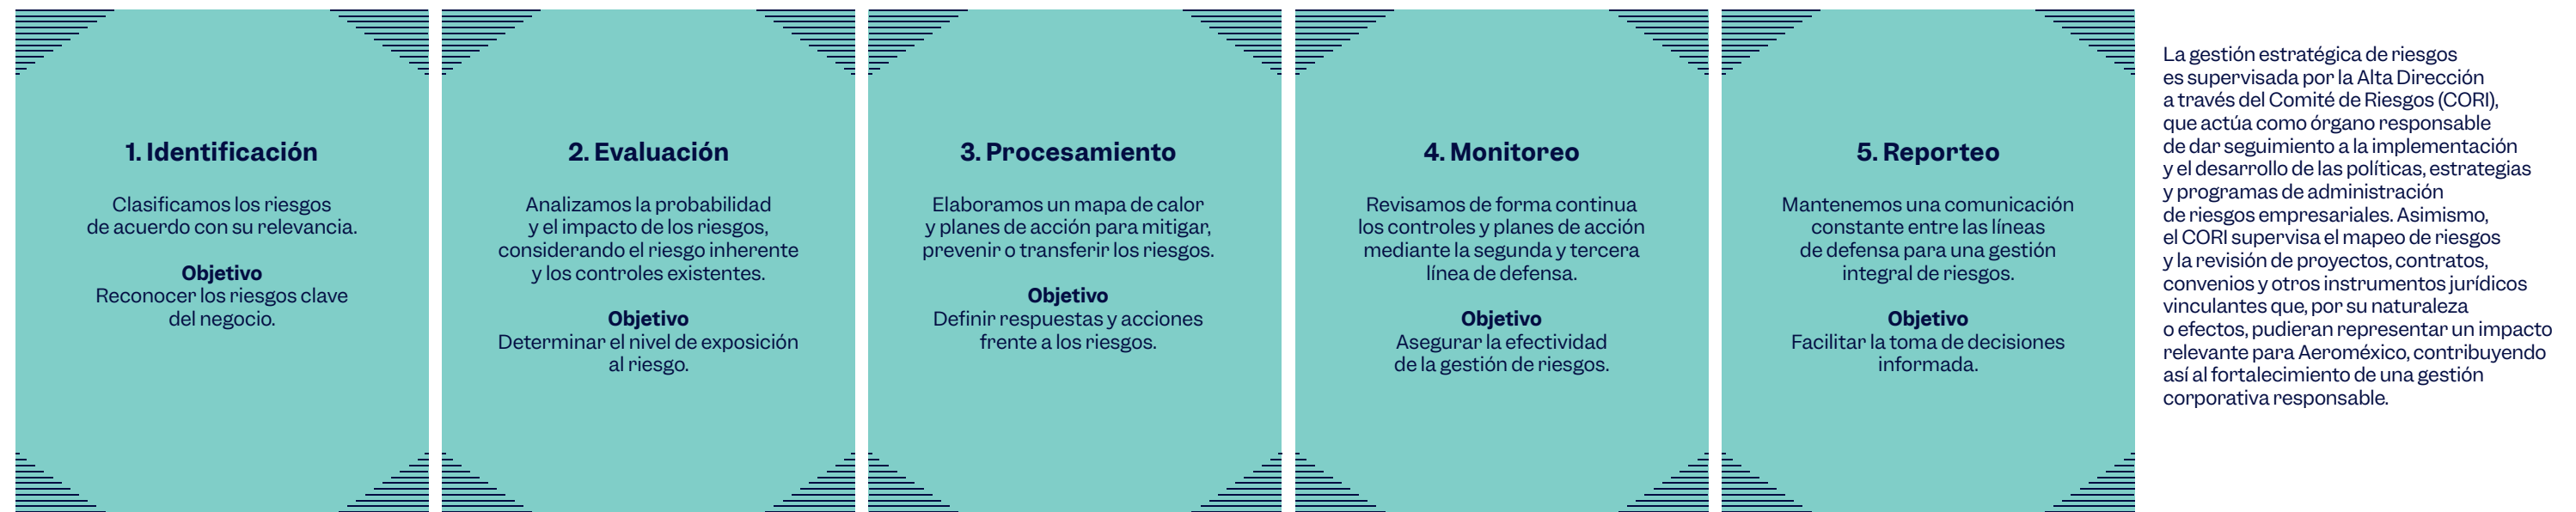 1. Identificación
Clasificamos los riesgos
de acuerdo con su relevancia.
Objetivo
Reconocer los riesgos clave
del negocio.
2. Evaluación
Analizamos la probabilidad
y el impacto de los riesgos,
considerando el riesgo inherente
y los controles existentes.
Objetivo
Determinar el nivel de exposición
al riesgo.
3. Procesamiento
Elaboramos un mapa de calor
y planes de acción para mitigar,
prevenir o transferir los riesgos.
Objetivo
Definir respuestas y acciones
frente a los riesgos.
4. Monitoreo
Revisamos de forma continua
los controles y planes de acción
mediante la segunda y tercera
línea de defensa.
Objetivo
Asegurar la efectividad
de la gestión de riesgos.
5. Reporteo
Mantenemos una comunicación
constante entre las líneas
de defensa para una gestión
integral de riesgos.
Objetivo
Facilitar la toma de decisiones
informada.
La gestión estratégica de riesgos
es supervisada por la Alta Dirección
a través del Comité de Riesgos (CORI),
que actúa como órgano responsable
de dar seguimiento a la implementación
y el desarrollo de las políticas, estrategias
y programas de administración
de riesgos empresariales. Asimismo,
el CORI supervisa el mapeo de riesgos
y la revisión de proyectos, contratos,
convenios y otros instrumentos jurídicos
vinculantes que, por su naturaleza
o efectos, pudieran representar un impacto
relevante para Aeroméxico, contribuyendo
así al fortalecimiento de una gestión
corporativa responsable.